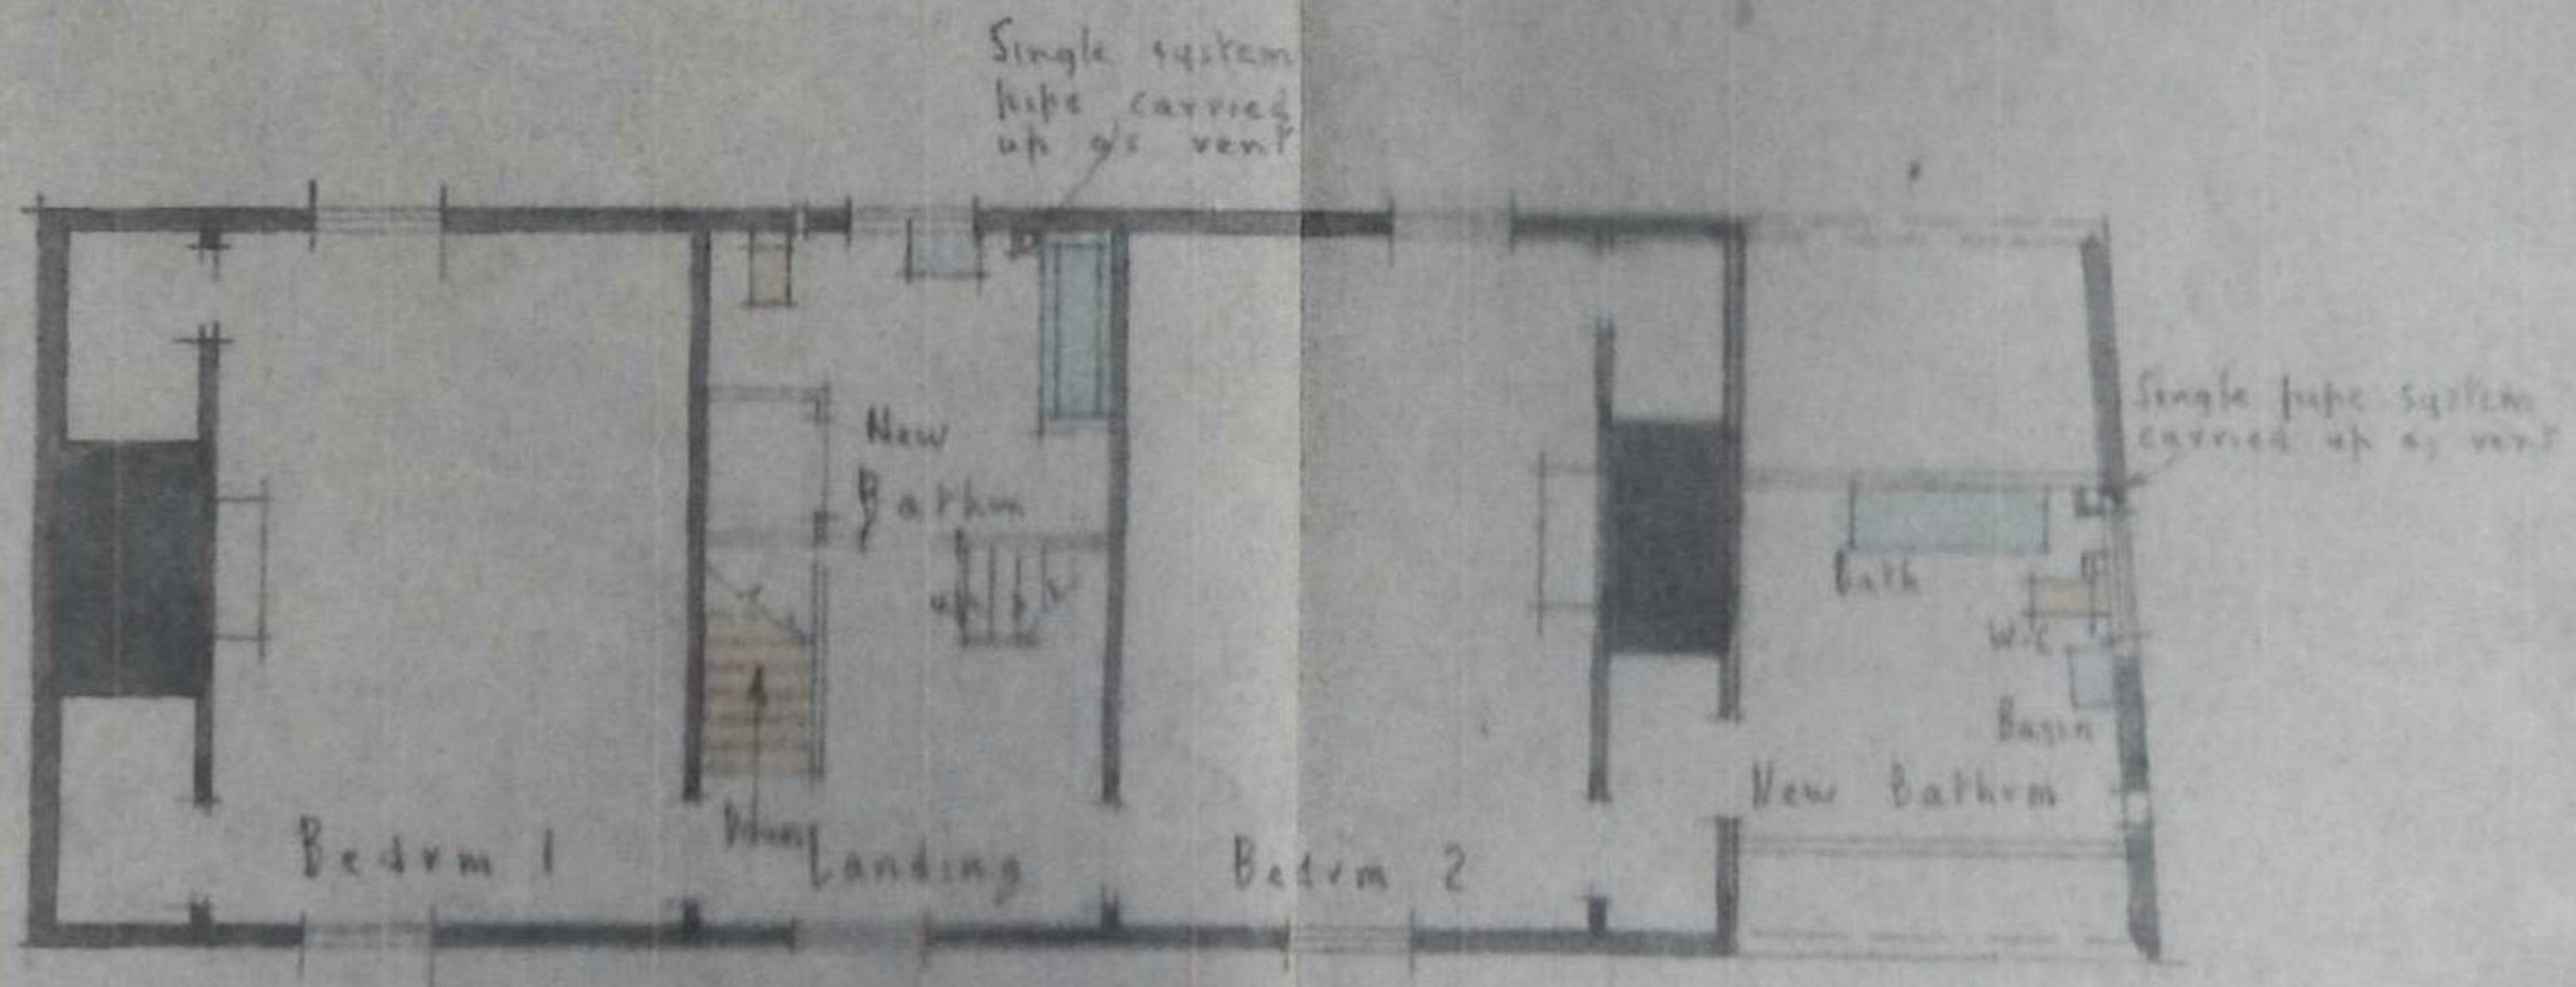 Single system
pipe carried
up as vent
Single pipe system
carried up as vent
New
Bathm
up
Bath
W.C
Basin
New Bathrm
Down
Landing
Bedrm 1
Bedrm 2